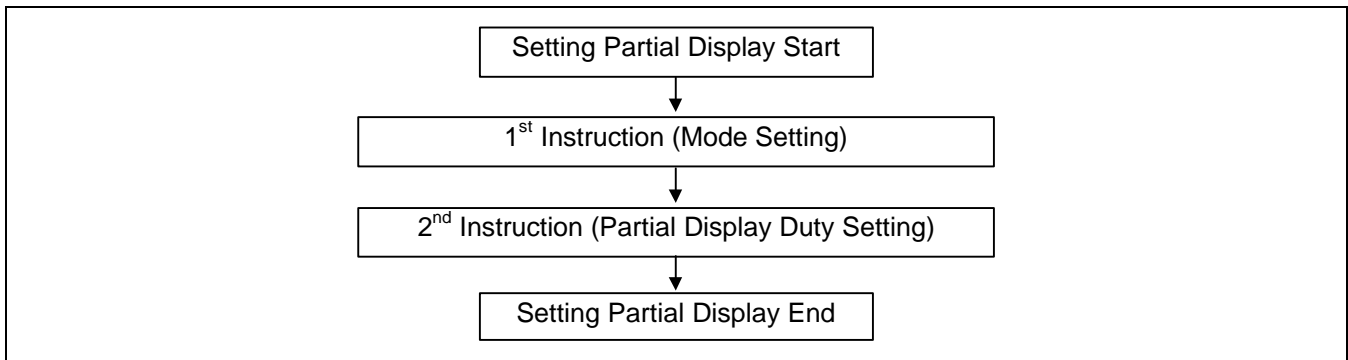 Setting Partial Display Start
1st Instruction (Mode Setting)
2nd Instruction (Partial Display Duty Setting)
Setting Partial Display End